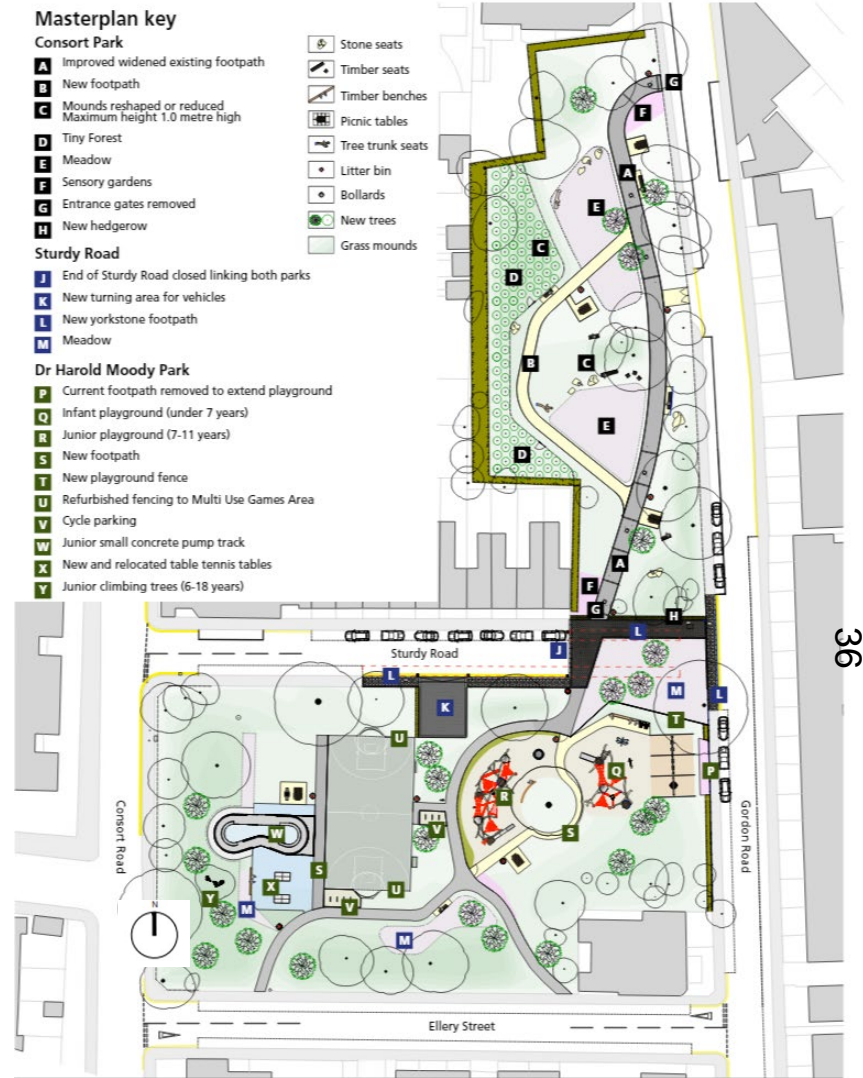 Masterplan key
Consort Park
A Improved widened existing footpath
B New footpath
C Mounds reshaped or reduced
Maximum height 1.0 metre high
D Tiny Forest
E Meadow
F Sensory gardens
G Entrance gates removed
H New hedgerow
Sturdy Road
J End of Sturdy Road closed linking both parks
K New turning area for vehicles
L New yorkstone footpath
M Meadow
Dr Harold Moody Park
P Current footpath removed to extend playground
Q Infant playground (under 7 years)
R Junior playground (7-11 years)
S New footpath
T New playground fence
U Refurbished fencing to Multi Use Games Area
V Cycle parking
W Junior small concrete pump track
X New and relocated table tennis tables
Y Junior climbing trees (6-18 years)
Stone seats
Timber seats
Timber benches
Picnic tables
Tree trunk seats
Litter bin
Bollards
New trees
Grass mounds
G
F
A
E
C
D
B
C
E
D
A
F
G
H
L
J
Sturdy Road
L
M
L
K
T
U
Q
P
R
V
W
S
S
X
U
Y
M
V
M
N
Consort Road
Gordon Road
Ellery Street
36